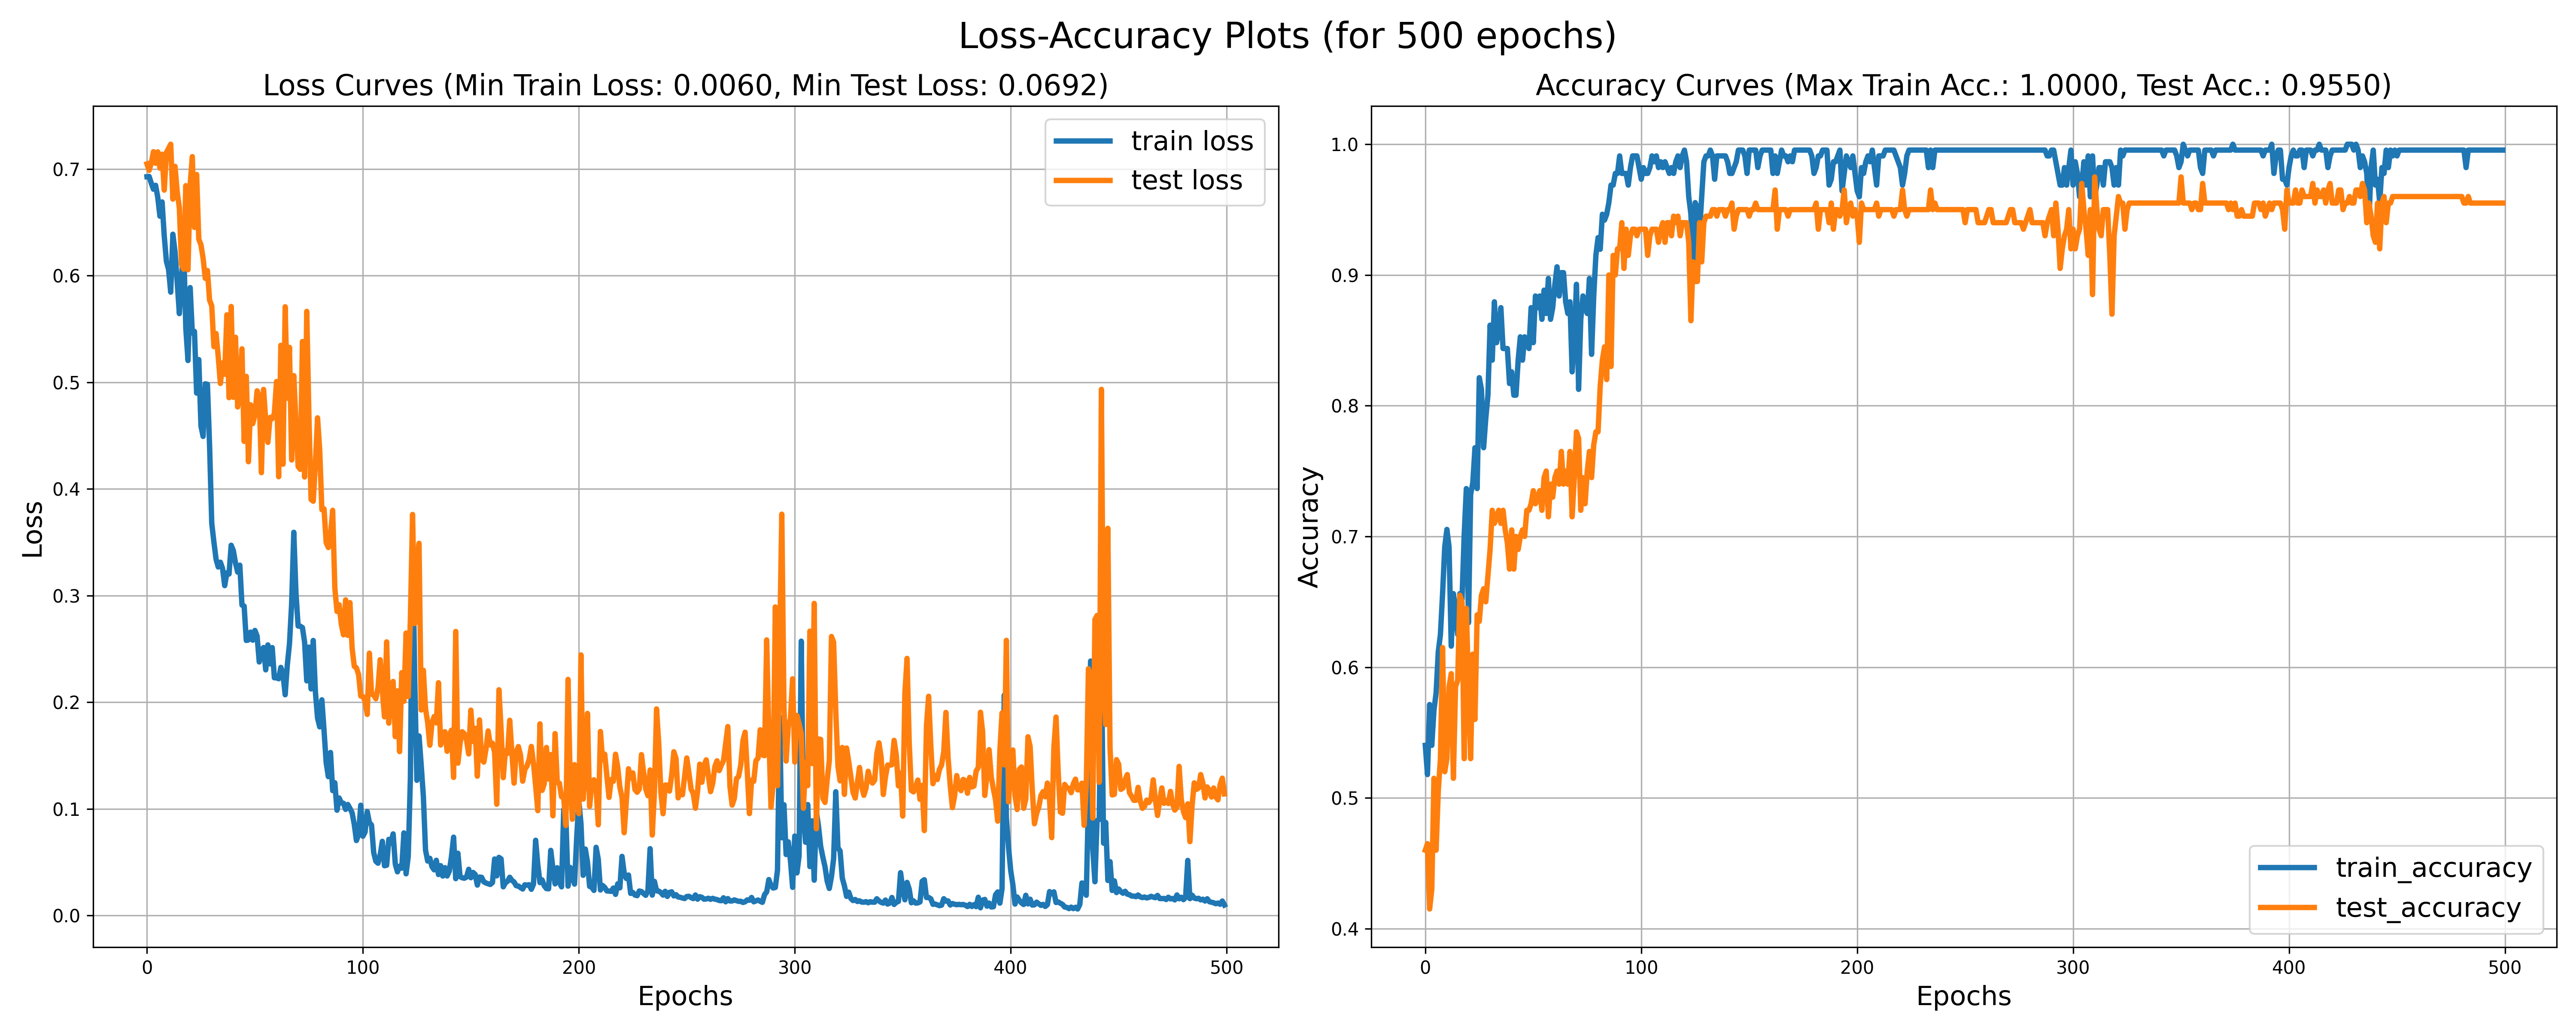 Loss-Accuracy Plots (for 500 epochs)
Loss Curves (Min Train Loss: 0.0060, Min Test Loss: 0.0692)
train loss
test loss
0.7
0.6
0.5
0.4
0.3
0.2
0.1
0.0
Loss
0
100
200
300
400
500
Epochs
Accuracy Curves (Max Train Acc.: 1.0000, Test Acc.: 0.9550)
1.0
0.9
0.8
0.7
0.6
0.5
0.4
Accuracy
train_accuracy
test_accuracy
0
100
200
300
400
500
Epochs